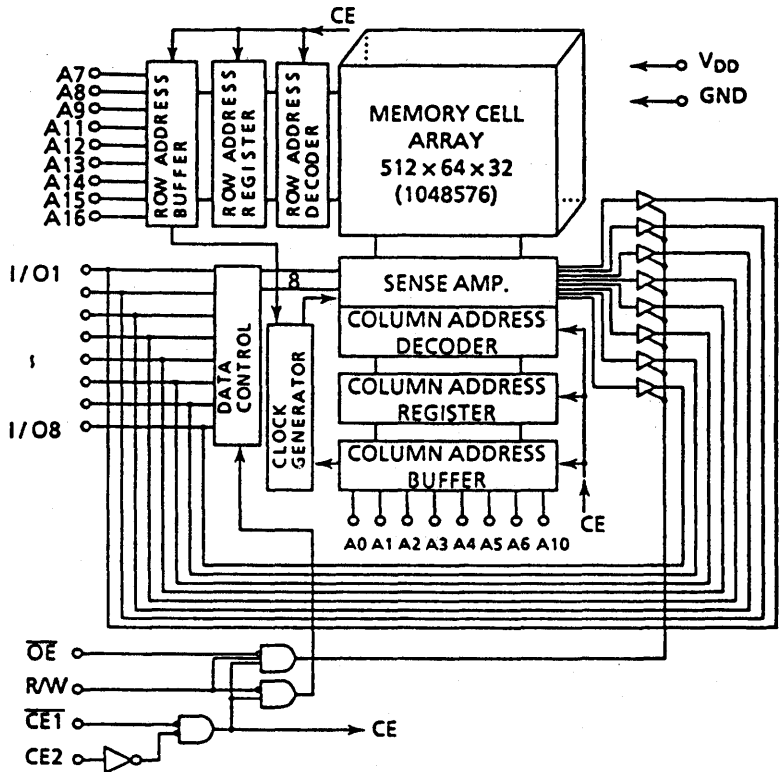 CE
A7
A8
A9
A11
A12
A13
A14
A15
A16
ROW ADDRESS
BUFFER
ROW ADDRESS
REGISTER
ROW ADDRESS
DECODER
MEMORY CELL
ARRAY
512 x 64 x 32
(1048576)
VDD
GND
I/O1
I/O8
DATA
CONTROL
8
CLOCK
GENERATOR
SENSE AMP.
COLUMN ADDRESS
DECODER
COLUMN ADDRESS
REGISTER
COLUMN ADDRESS
BUFFER
CE
A0 A1 A2 A3 A4 A5 A6 A10
O̅E̅
R/W
C̅E̅1̅
CE2
CE